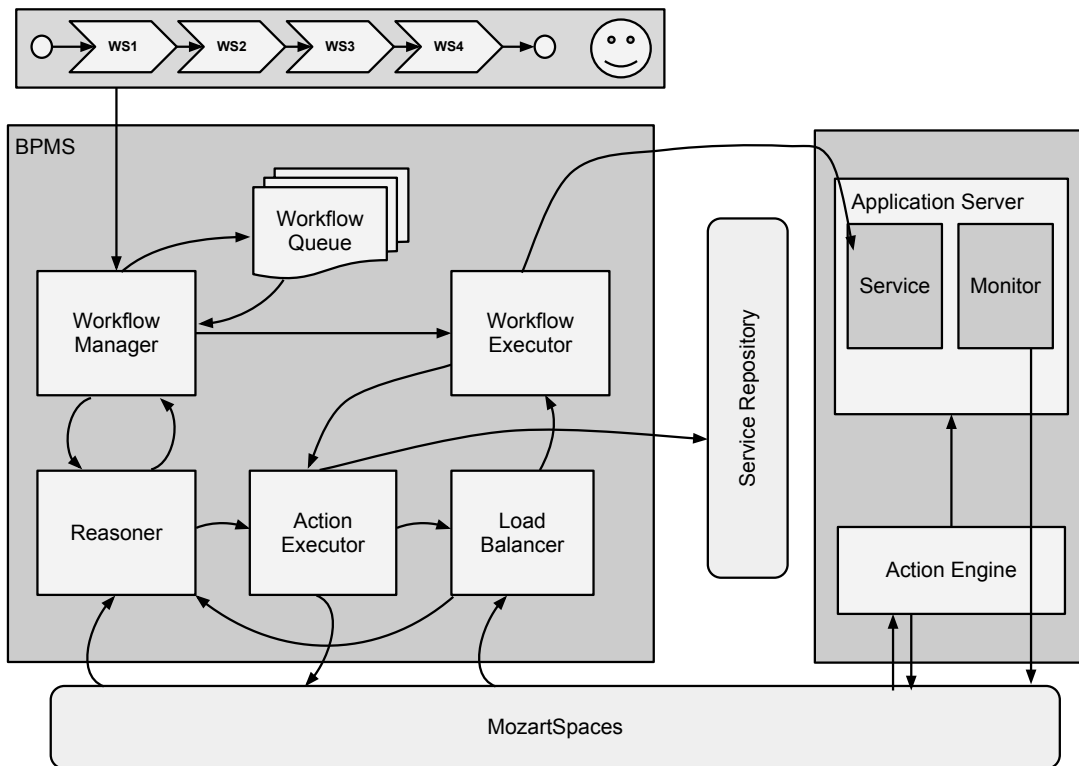 WS1
WS2
WS3
WS4
BPMS
Workflow
Queue
Workflow
Manager
Workflow
Executor
Reasoner
Action
Executor
Load
Balancer
Service Repository
Application Server
Service
Monitor
Action Engine
MozartSpaces